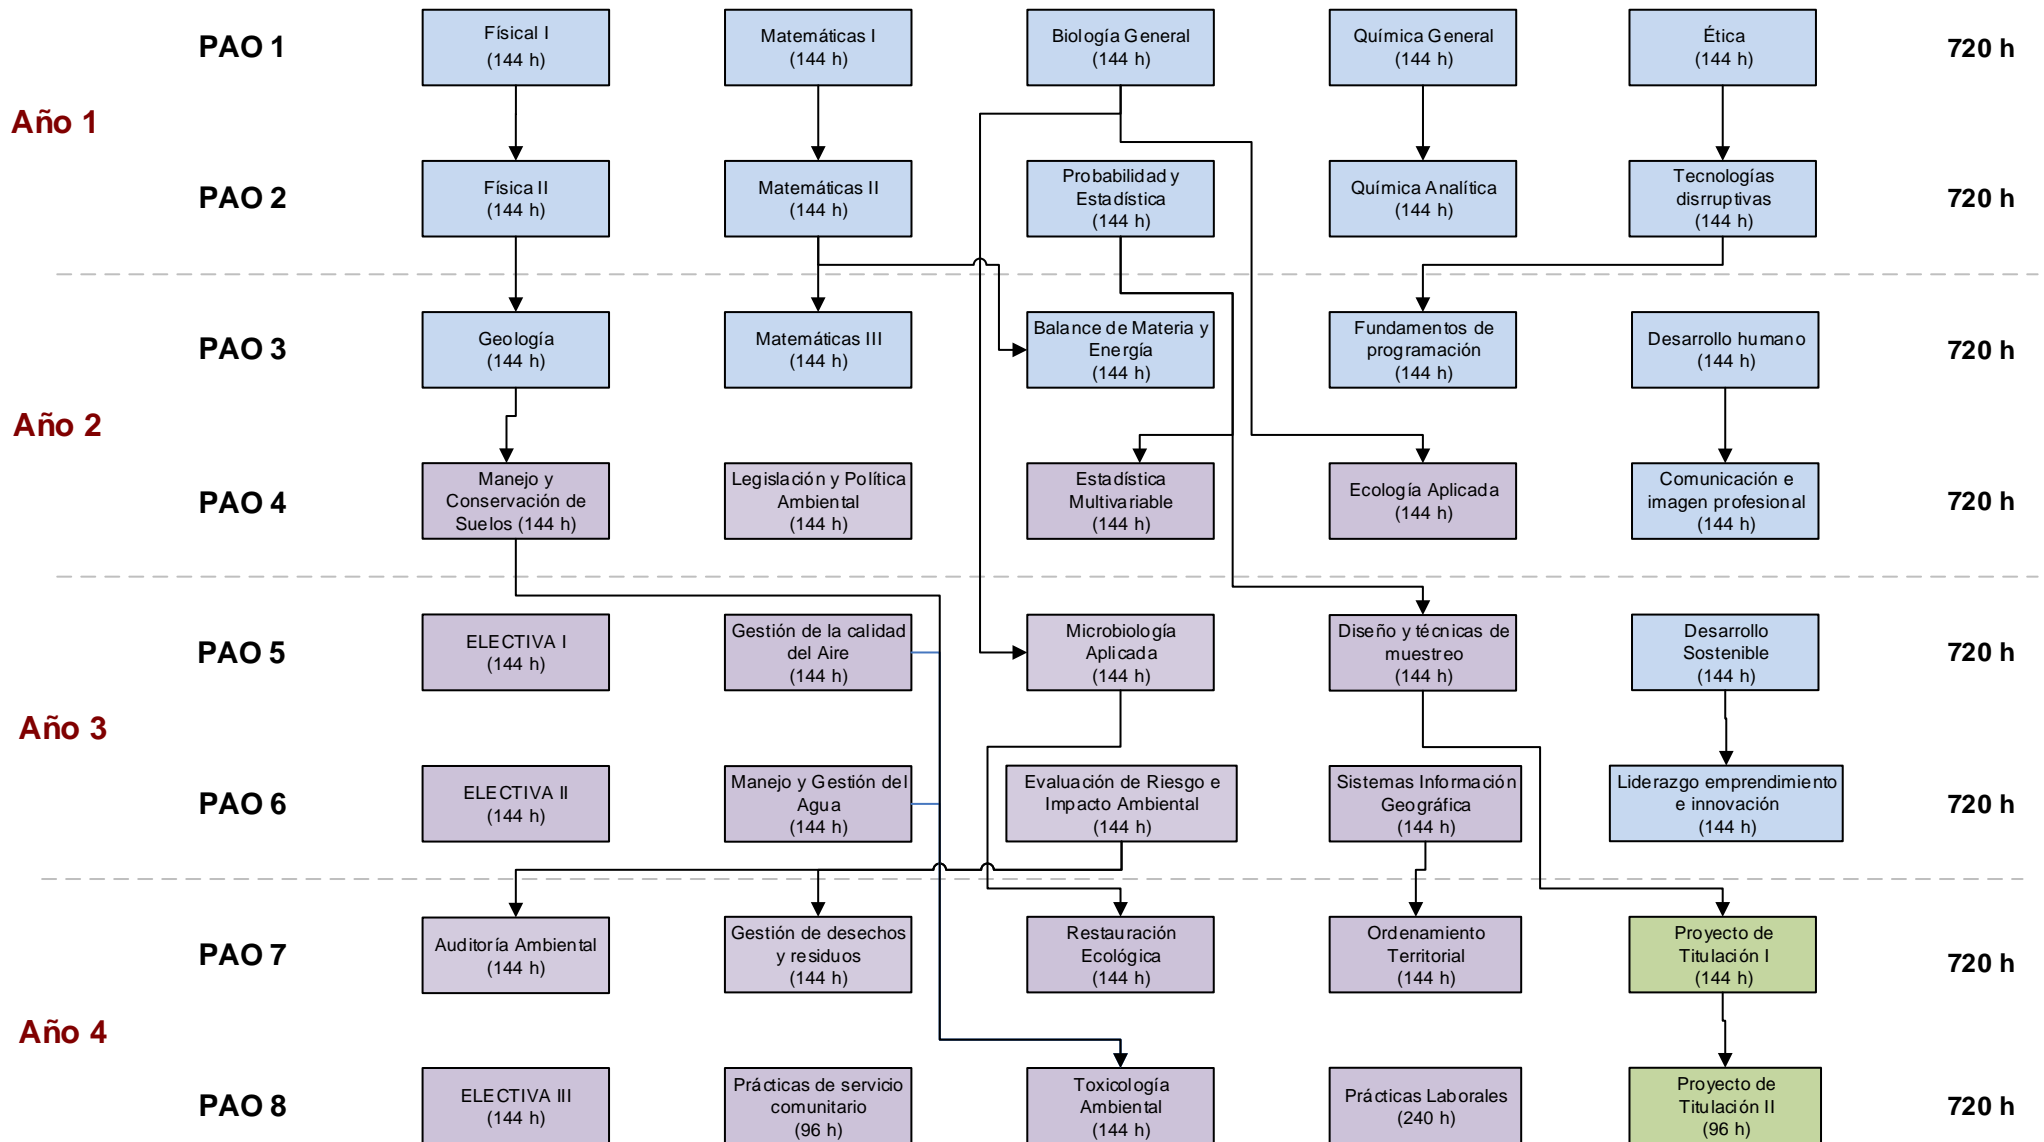 PAO 1
Físical I
(144 h)
Matemáticas I
(144 h)
Biología General
(144 h)
Química General
(144 h)
Ética
(144 h)
720 h
Año 1
PAO 2
Física II
(144 h)
Matemáticas II
(144 h)
Probabilidad y
Estadística
(144 h)
Química Analítica
(144 h)
Tecnologías
disrruptivas
(144 h)
720 h
PAO 3
Geología
(144 h)
Matemáticas III
(144 h)
Balance de Materia y
Energía
(144 h)
Fundamentos de
programación
(144 h)
Desarrollo humano
(144 h)
720 h
Año 2
PAO 4
Manejo y
Conservación de
Suelos (144 h)
Legislación y Política
Ambiental
(144 h)
Estadística
Multivariable
(144 h)
Ecología Aplicada
(144 h)
Comunicación e
imagen profesional
(144 h)
720 h
PAO 5
ELECTIVA I
(144 h)
Gestión de la calidad
del Aire
(144 h)
Microbiología
Aplicada
(144 h)
Diseño y técnicas de
muestreo
(144 h)
Desarrollo
Sostenible
(144 h)
720 h
Año 3
PAO 6
ELECTIVA II
(144 h)
Manejo y Gestión del
Agua
(144 h)
Evaluación de Riesgo e
Impacto Ambiental
(144 h)
Sistemas Información
Geográfica
(144 h)
Liderazgo emprendimiento
e innovación
(144 h)
720 h
PAO 7
Auditoría Ambiental
(144 h)
Gestión de desechos
y residuos
(144 h)
Restauración
Ecológica
(144 h)
Ordenamiento
Territorial
(144 h)
Proyecto de
Titulación I
(144 h)
720 h
Año 4
PAO 8
ELECTIVA III
(144 h)
Prácticas de servicio
comunitario
(96 h)
Toxicología
Ambiental
(144 h)
Prácticas Laborales
(240 h)
Proyecto de
Titulación II
(96 h)
720 h